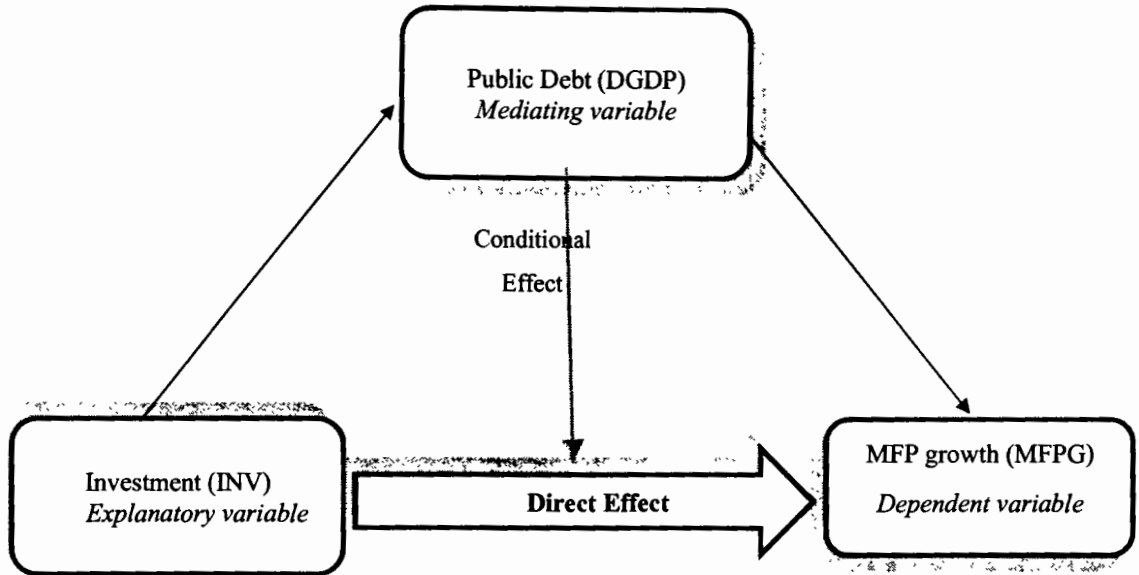 Public Debt (DGDP)
Mediating variable
Conditional
Effect
Investment (INV)
Explanatory variable
Direct Effect
MFP growth (MFPG)
Dependent variable